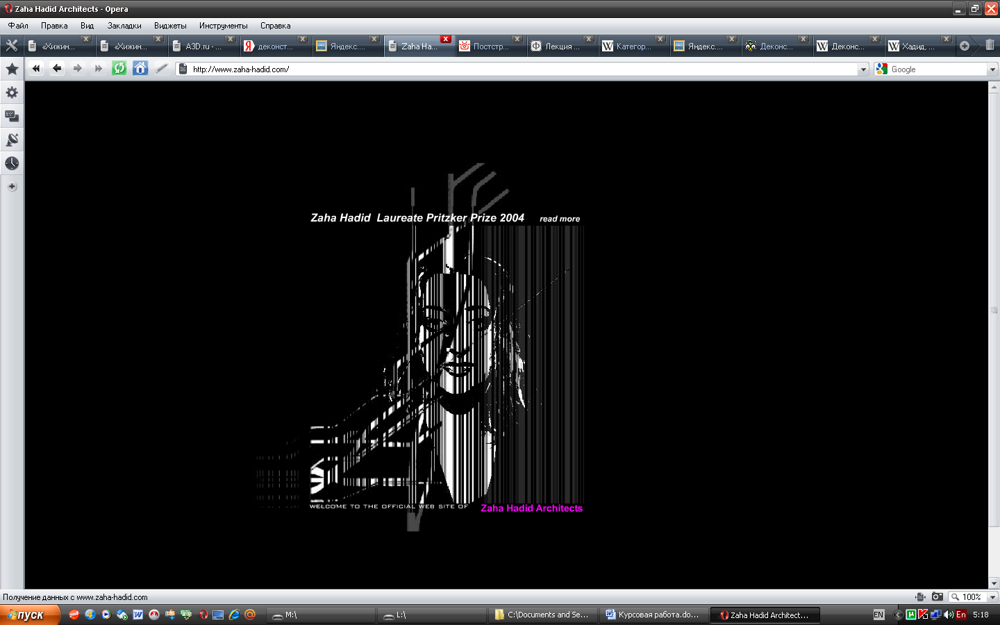 Zaha Hadid Architects - Opera
Файл Правка Вид Закладки Виджеты Инструменты Справка
«Хижин... «Хижин... A3D.ru - ... деконст... Яндекс.... Zaha Ha... Постстр... Лекция ... Категор... Яндекс.... Деконс... Деконс... Хадид, ...
http://www.zaha-hadid.com/ Google
Zaha Hadid Laureate Pritzker Prize 2004 read more
WELCOME TO THE OFFICIAL WEB SITE OF Zaha Hadid Architects
Получение данных с www.zaha-hadid.com 100%
пуск M:\ L:\ C:\Documents and Se... Курсовая работа.do... Zaha Hadid Architect... EN En 5:18